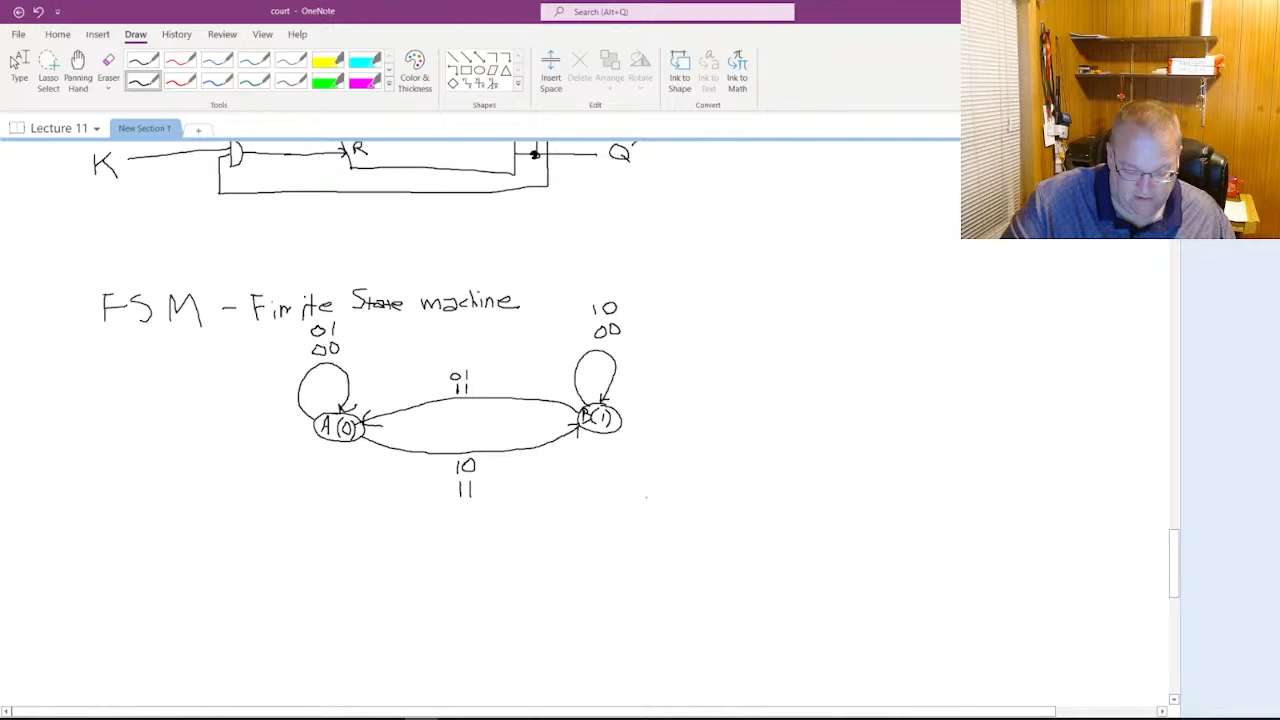 court - OneNote
Search (Alt+Q)
File Home Insert Draw History Review View Help
Type
Lasso Select
Panning Hand
Eraser
Color & Thickness
Insert Space
Delete
Arrange
Rotate
Ink to Shape
Ink to Text
Ink to Math
Tools
Shapes
Edit
Convert
Lecture 11
New Section 1
+
K
R
Q'
FSM - Finite State machine
01
00
10
00
01
11
A(0)
B(1)
10
11